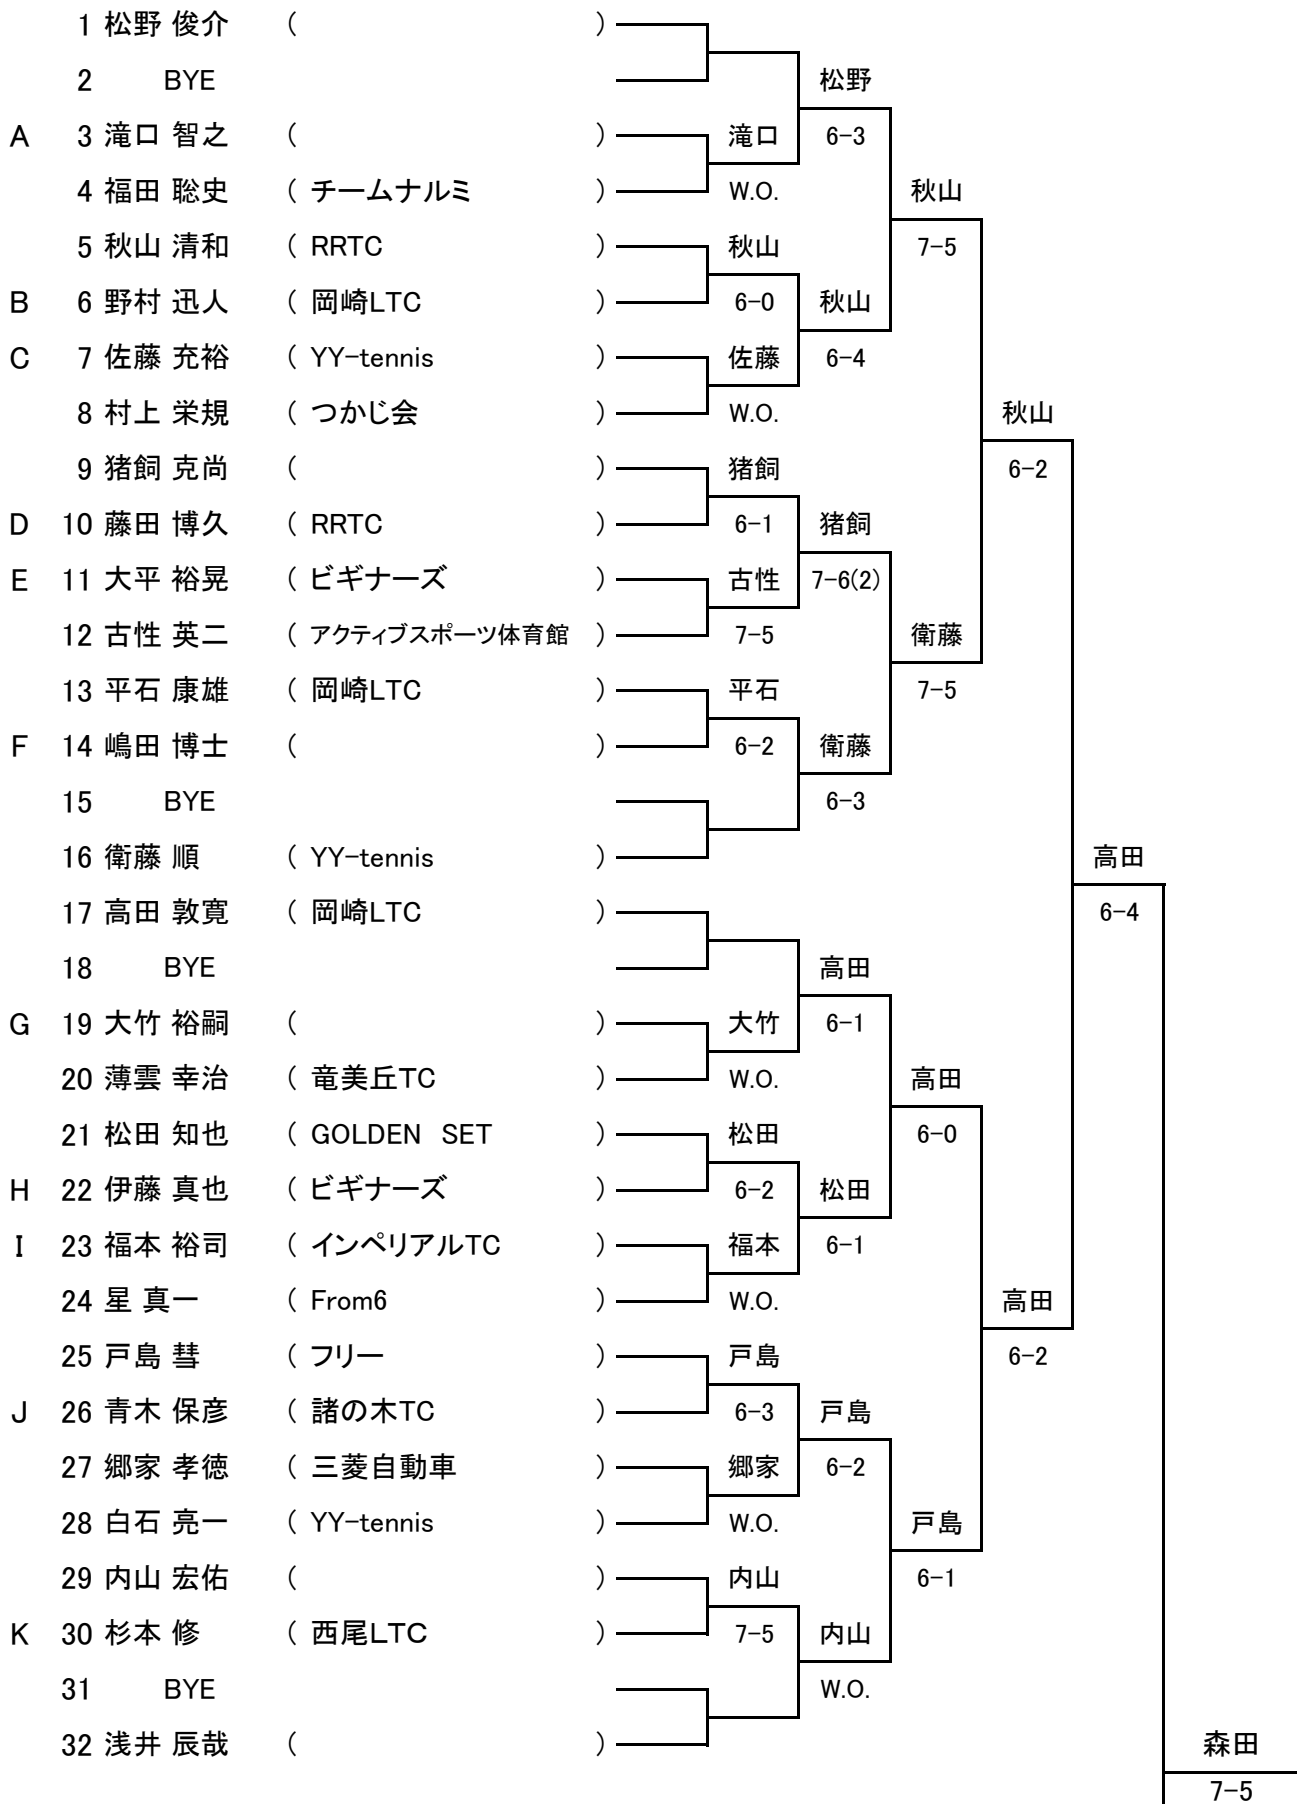 1 松野 俊介 ( )
2 BYE 松野
A 3 滝口 智之 ( ) 滝口 6-3
4 福田 聡史 ( チームナルミ ) W.O. 秋山
5 秋山 清和 ( RRTC ) 秋山 7-5
B 6 野村 迅人 ( 岡崎LTC ) 6-0 秋山
C 7 佐藤 充裕 ( YY-tennis ) 佐藤 6-4
8 村上 栄規 ( つかじ会 ) W.O. 秋山
9 猪飼 克尚 ( ) 猪飼 6-2
D 10 藤田 博久 ( RRTC ) 6-1 猪飼
E 11 大平 裕晃 ( ビギナーズ ) 古性 7-6(2)
12 古性 英二 ( アクティブスポーツ体育館 ) 7-5 衛藤
13 平石 康雄 ( 岡崎LTC ) 平石 7-5
F 14 嶋田 博士 ( ) 6-2 衛藤
15 BYE 6-3
16 衛藤 順 ( YY-tennis ) 高田
17 高田 敦寛 ( 岡崎LTC ) 6-4
18 BYE 高田
G 19 大竹 裕嗣 ( ) 大竹 6-1
20 薄雲 幸治 ( 竜美丘TC ) W.O. 高田
21 松田 知也 ( GOLDEN SET ) 松田 6-0
H 22 伊藤 真也 ( ビギナーズ ) 6-2 松田
I 23 福本 裕司 ( インペリアルTC ) 福本 6-1
24 星 真一 ( From6 ) W.O. 高田
25 戸島 彗 ( フリー ) 戸島 6-2
J 26 青木 保彦 ( 諸の木TC ) 6-3 戸島
27 郷家 孝徳 ( 三菱自動車 ) 郷家 6-2
28 白石 亮一 ( YY-tennis ) W.O. 戸島
29 内山 宏佑 ( ) 内山 6-1
K 30 杉本 修 ( 西尾LTC ) 7-5 内山
31 BYE W.O.
32 浅井 辰哉 ( ) 森田
7-5